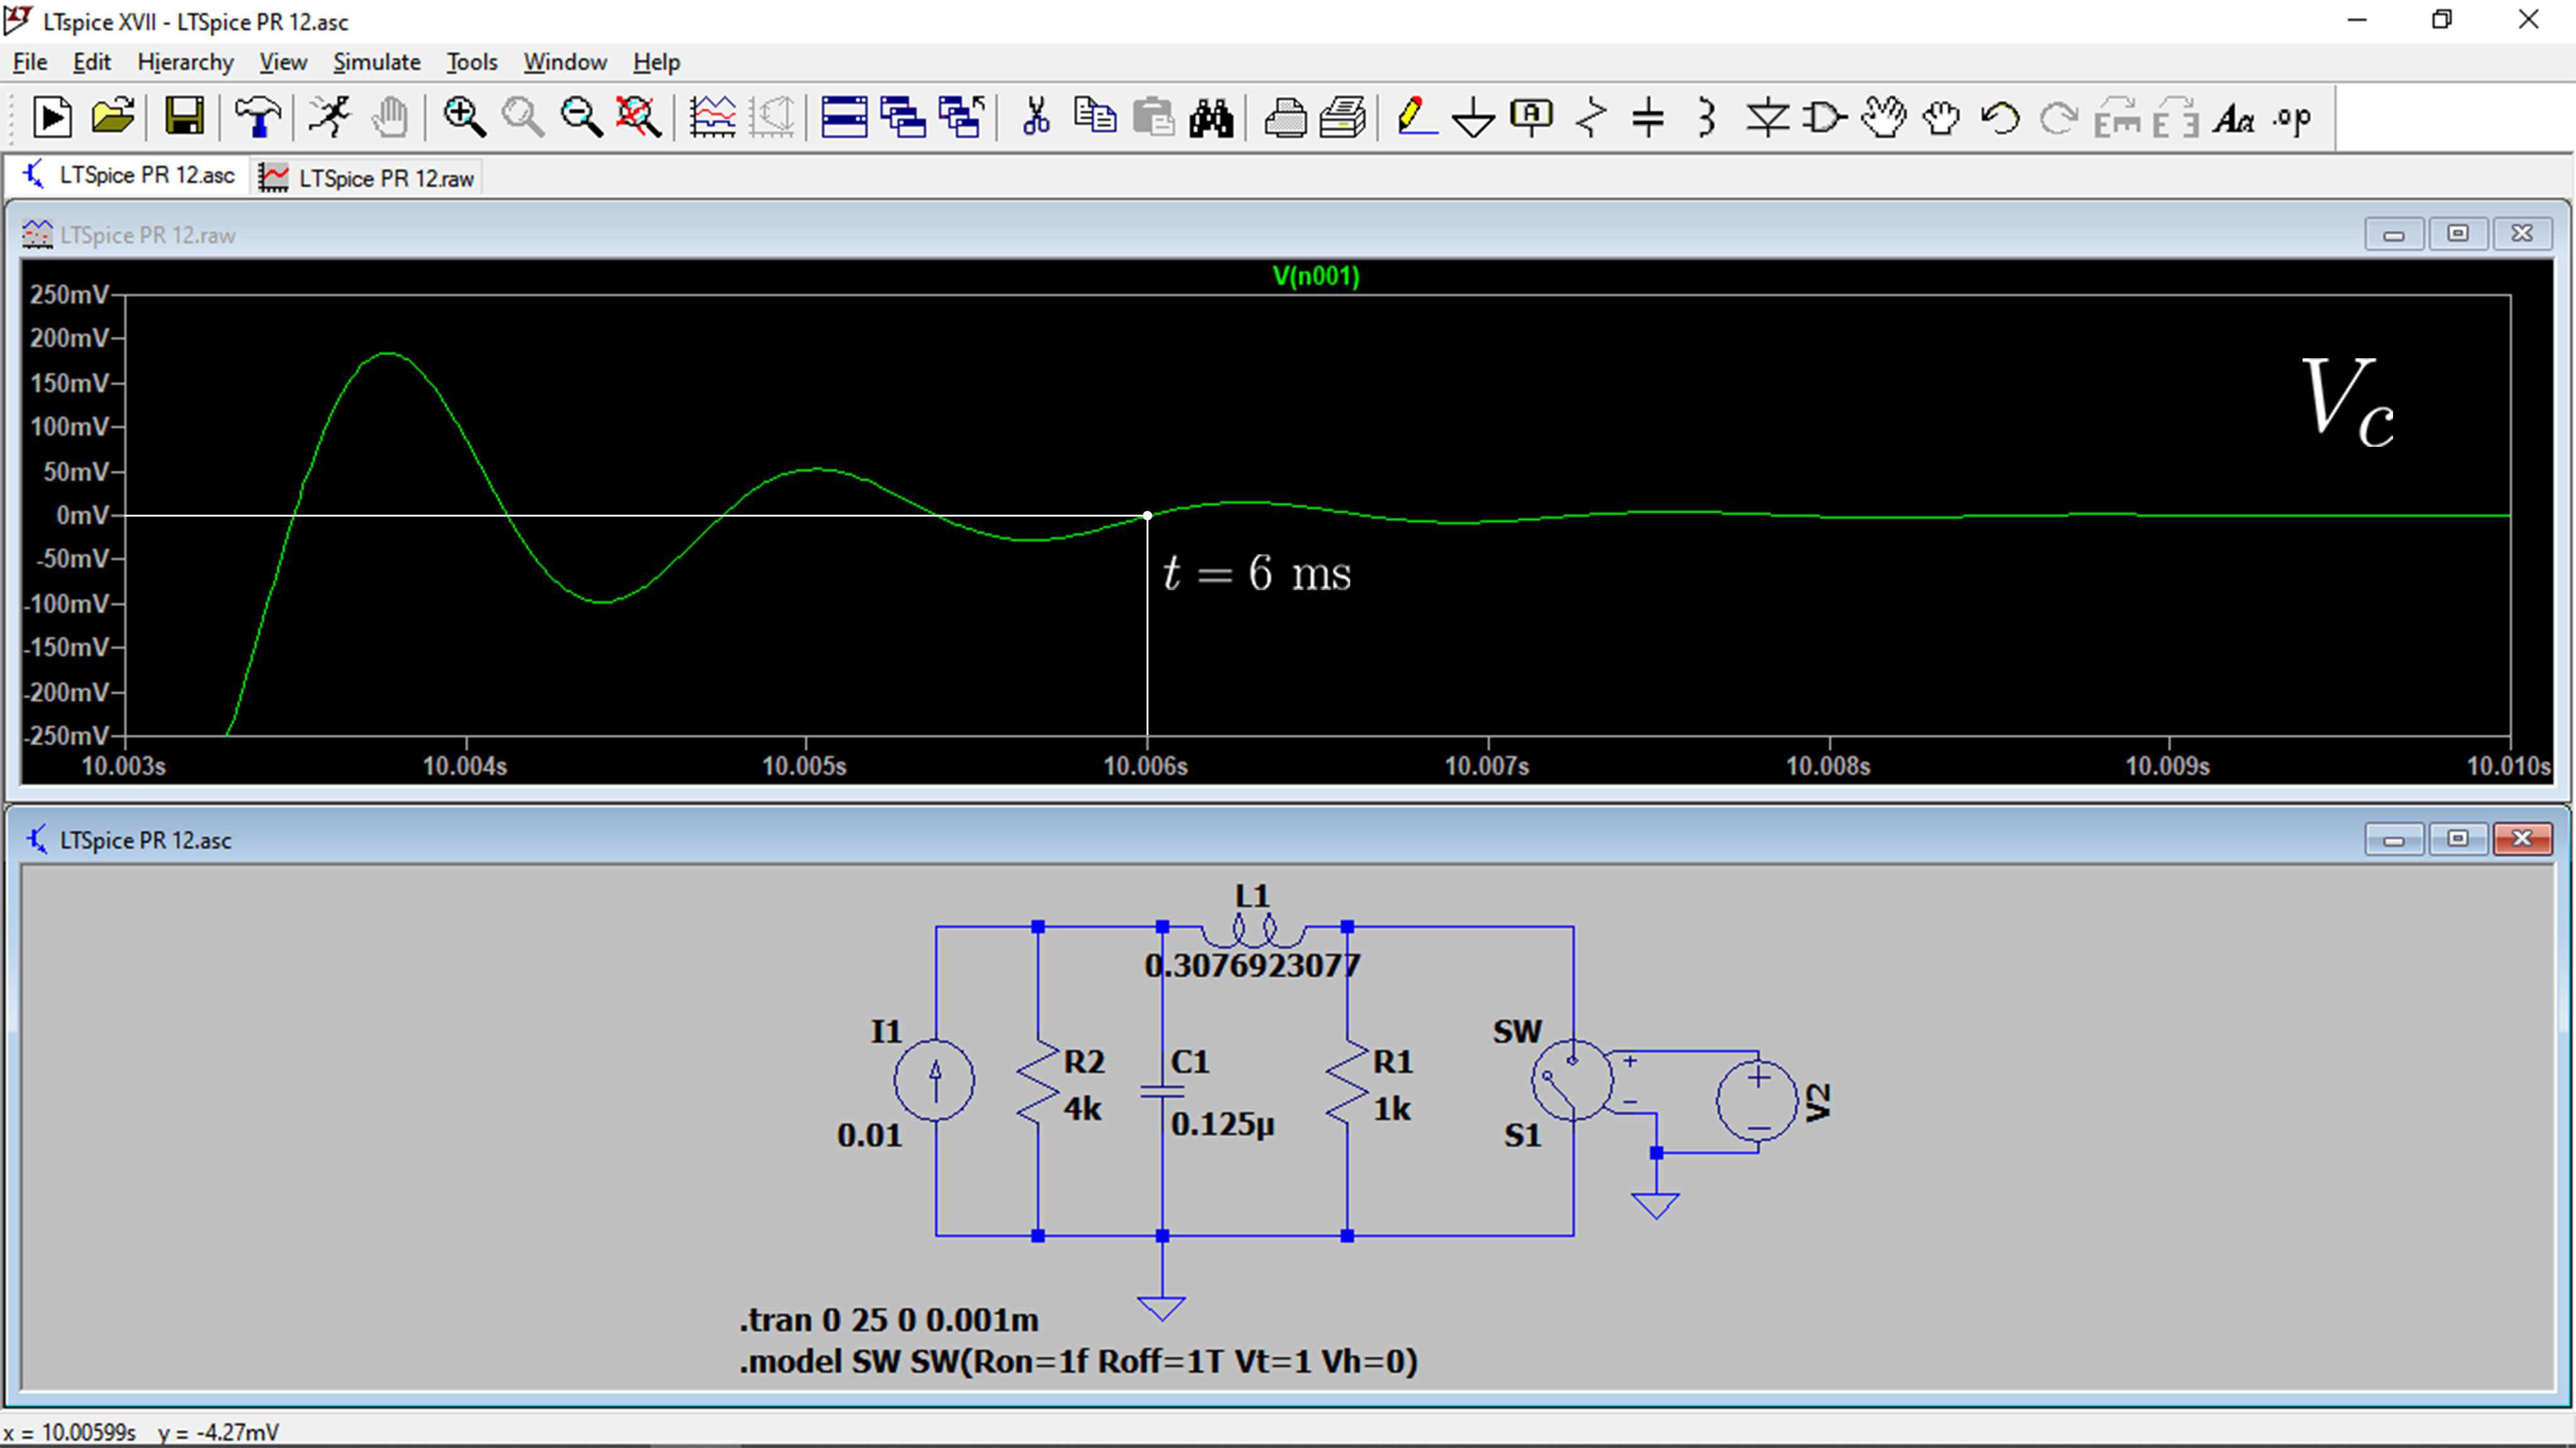 LTspice XVII - LTSpice PR 12.asc
File Edit Hierarchy View Simulate Tools Window Help
A Aa .op
LTSpice PR 12.asc LTSpice PR 12.raw
LTSpice PR 12.raw
V(n001)
250mV
200mV
150mV
100mV
50mV
0mV
-50mV
-100mV
-150mV
-200mV
-250mV
Vc
t = 6 ms
10.003s 10.004s 10.005s 10.006s 10.007s 10.008s 10.009s 10.010s
LTSpice PR 12.asc
L1
0.3076923077
I1
0.01
R2
4k
C1
0.125µ
R1
1k
SW
S1
V2
.tran 0 25 0 0.001m
.model SW SW(Ron=1f Roff=1T Vt=1 Vh=0)
x = 10.00599s y = -4.27mV